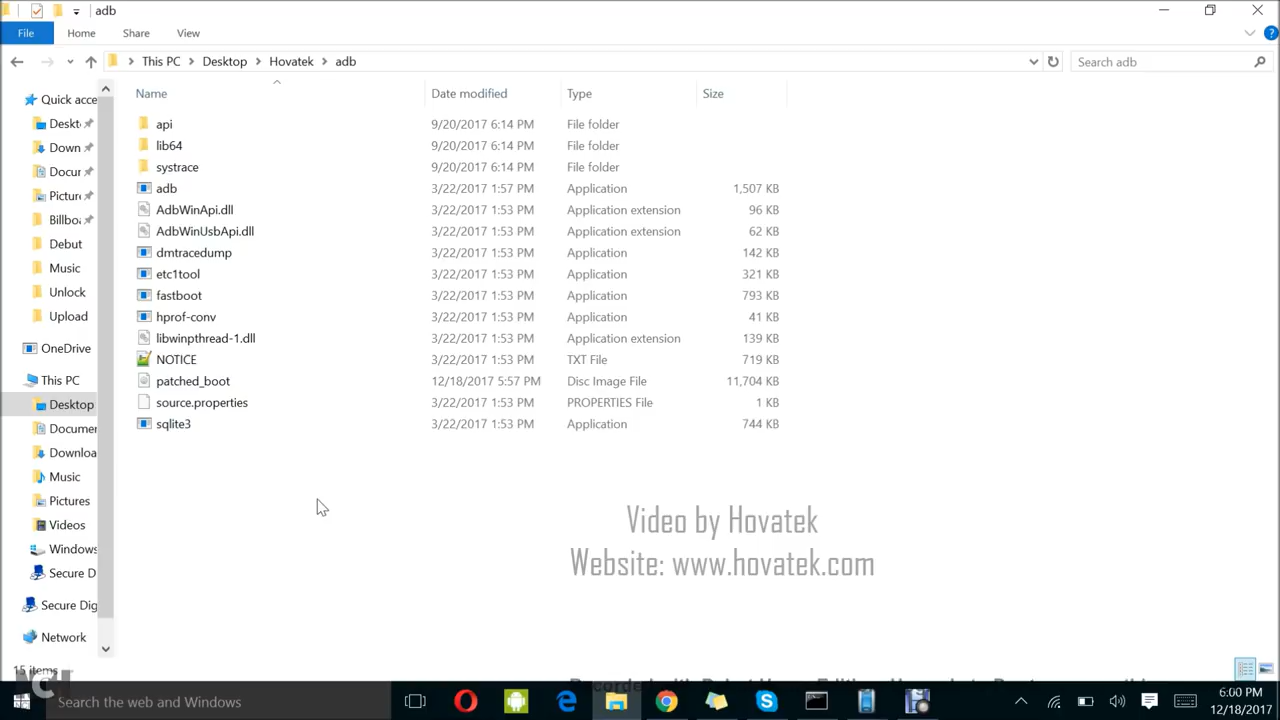 adb
File Home Share View
This PC Desktop Hovatek adb Search adb
Name Date modified Type Size
api 9/20/2017 6:14 PM File folder
lib64 9/20/2017 6:14 PM File folder
systrace 9/20/2017 6:14 PM File folder
adb 3/22/2017 1:57 PM Application 1,507 KB
AdbWinApi.dll 3/22/2017 1:53 PM Application extension 96 KB
AdbWinUsbApi.dll 3/22/2017 1:53 PM Application extension 62 KB
dmtracedump 3/22/2017 1:53 PM Application 142 KB
etc1tool 3/22/2017 1:53 PM Application 321 KB
fastboot 3/22/2017 1:53 PM Application 793 KB
hprof-conv 3/22/2017 1:53 PM Application 41 KB
libwinpthread-1.dll 3/22/2017 1:53 PM Application extension 139 KB
NOTICE 3/22/2017 1:53 PM TXT File 719 KB
patched_boot 12/18/2017 5:57 PM Disc Image File 11,704 KB
source.properties 3/22/2017 1:53 PM PROPERTIES File 1 KB
sqlite3 3/22/2017 1:53 PM Application 744 KB
Quick acce
Deskt
Down
Docur
Picture
Billbo
Debut
Music
Unlock
Upload
OneDrive
This PC
Desktop
Documer
Downloa
Music
Pictures
Videos
Windows
Secure D
Secure Dig
Network
Video by Hovatek
Website: www.hovatek.com
15 items
Search the web and Windows
6:00 PM
12/18/2017